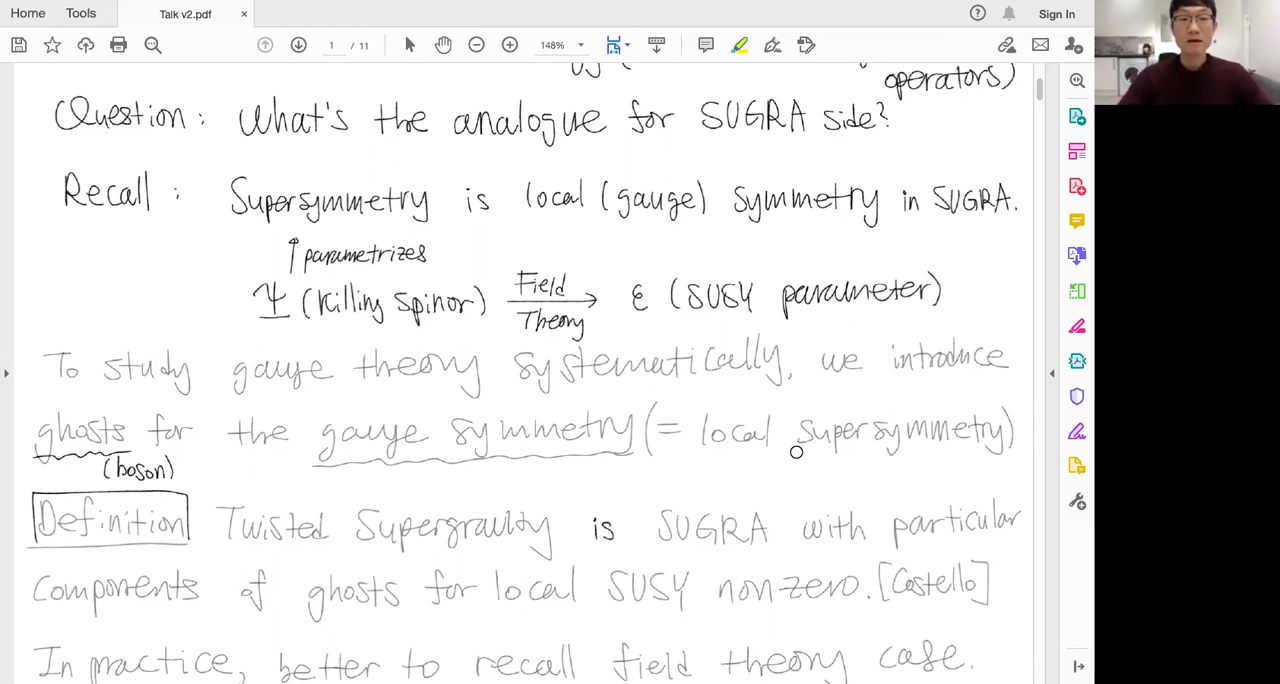 Home Tools Talk v2.pdf × Sign In
1 / 11 148%
operators)
Question: What's the analogue for SUGRA side?
Recall: Supersymmetry is local (gauge) symmetry in SUGRA.
↑ parametrizes
Ψ (Killing spinor) Field Theory → ε (SUSY parameter)
To study gauge theory systematically, we introduce
ghosts for the gauge symmetry (= local supersymmetry)
(boson)
Definition Twisted Supergravity is SUGRA with particular
components of ghosts for local SUSY nonzero. [Costello]
In practice, better to recall field theory case.